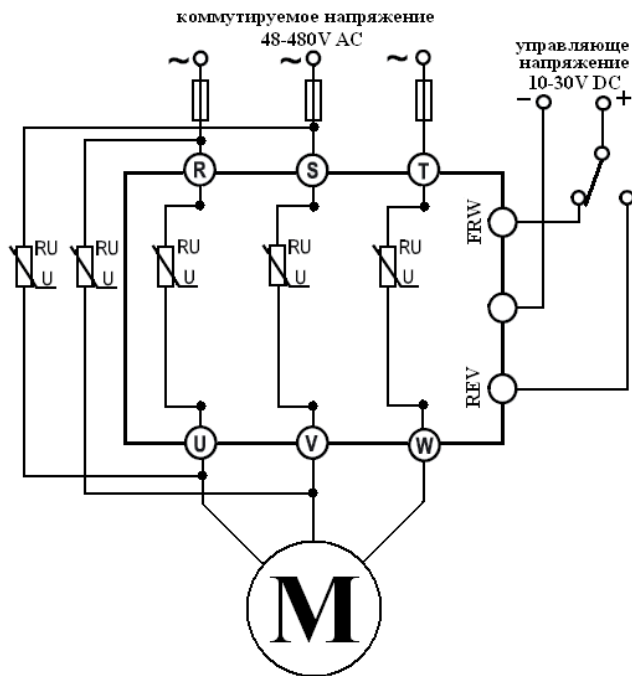 коммутируемое напряжение
48-480V AC
управляюще
напряжение
10-30V DC
~ ~ ~
− +
R S T
FRW
RU RU RU RU RU
U U U U U
REV
U V W
M